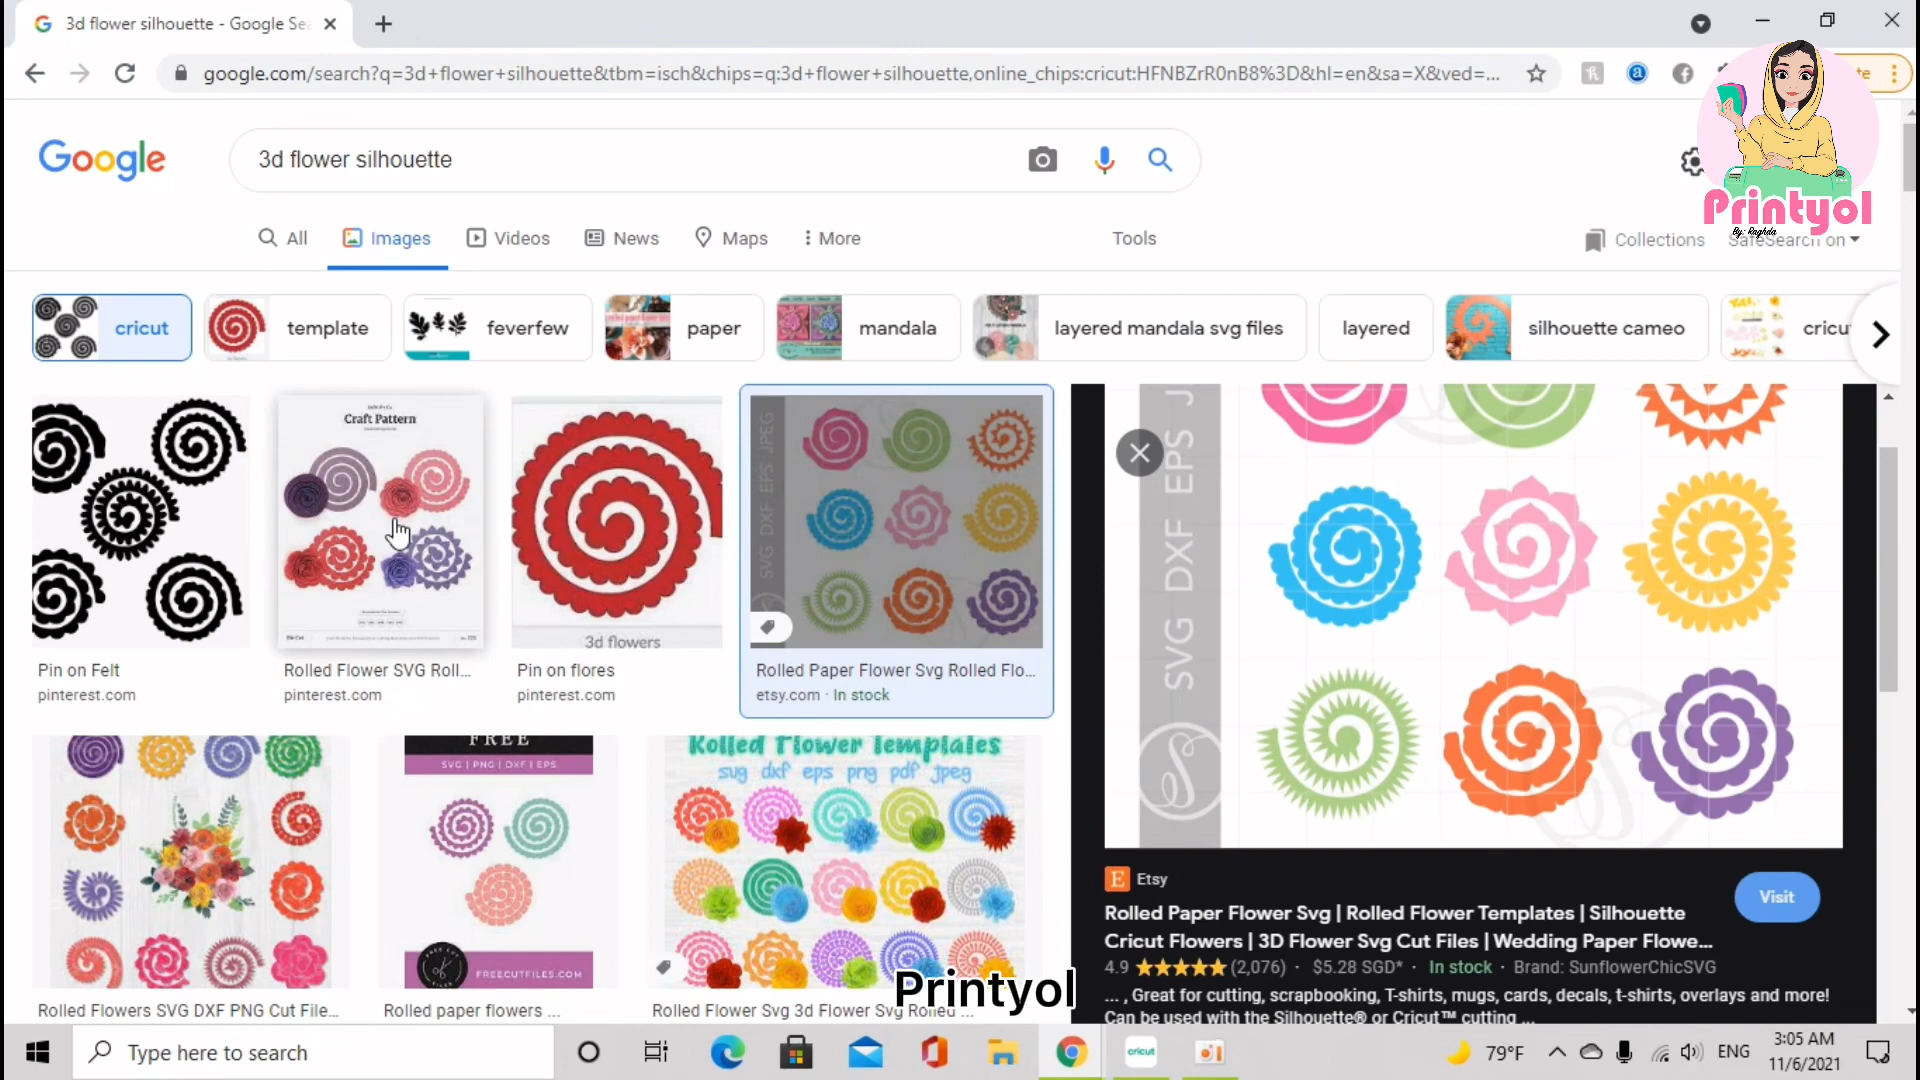 3d flower silhouette - Google Se
google.com/search?q=3d+flower+silhouette&tbm=isch&chips=q:3d+flower+silhouette,online_chips:cricut:HFNBZrR0nB8%3D&hl=en&sa=X&ved=...
Google
3d flower silhouette
Printyol
By: Raghda
All
Images
Videos
News
Maps
More
Tools
Collections
SafeSearch on
cricut
template
feverfew
paper
mandala
layered mandala svg files
layered
silhouette cameo
cricu
Craft Pattern
3d flowers
SVG DXF EPS JPEG
SVG DXF EPS J
Pin on Felt
pinterest.com
Rolled Flower SVG Roll...
pinterest.com
Pin on flores
pinterest.com
Rolled Paper Flower Svg Rolled Flo...
etsy.com · In stock
FREE
SVG | PNG | DXF | EPS
FREECUTFILES.COM
Rolled Flower Templates
svg dxf eps png pdf jpeg
Rolled Flowers SVG DXF PNG Cut File...
Rolled paper flowers ...
Rolled Flower Svg 3d Flower Svg Rolled ...
Etsy
Visit
Rolled Paper Flower Svg | Rolled Flower Templates | Silhouette
Cricut Flowers | 3D Flower Svg Cut Files | Wedding Paper Flowe...
4.9 ★★★★★ (2,076) · $5.28 SGD* · In stock · Brand: SunflowerChicSVG
... , Great for cutting, scrapbooking, T-shirts, mugs, cards, decals, t-shirts, overlays and more!
Can be used with the Silhouette® or Cricut™ cutting ...
Printyol
Type here to search
cricut
79°F
ENG
3:05 AM
11/6/2021